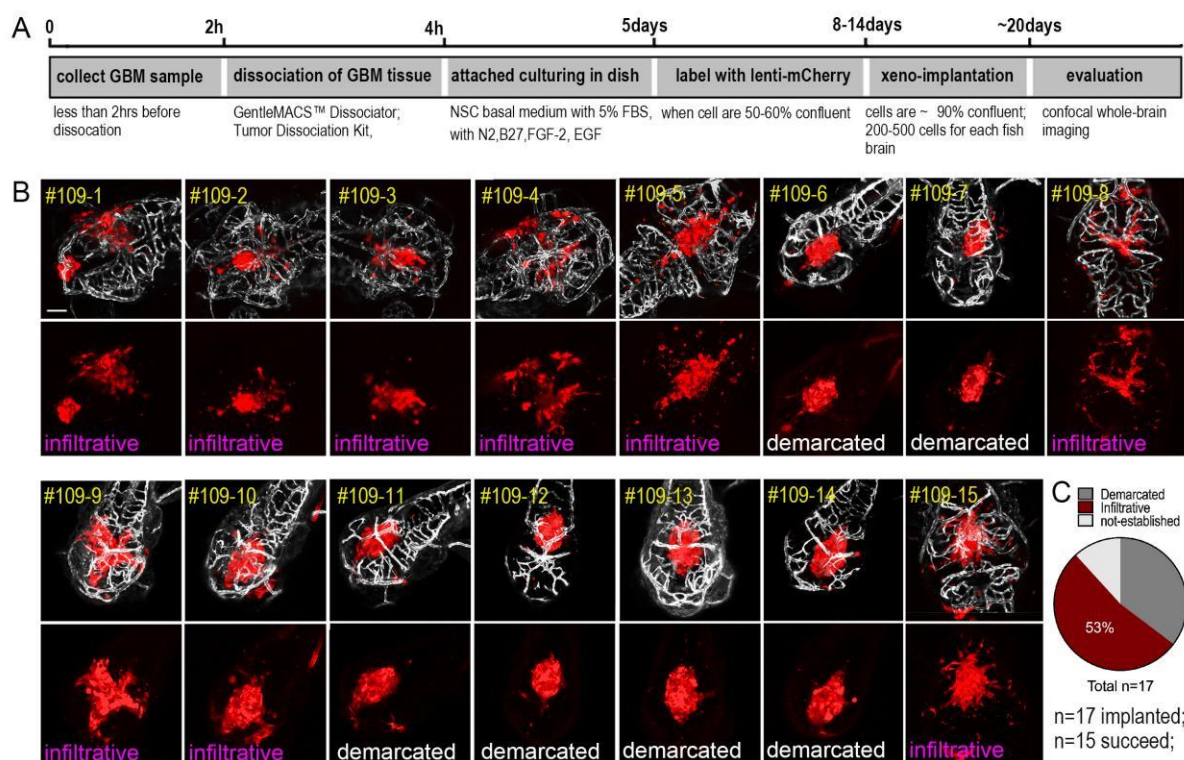 A
0 2h 4h 5days 8-14days ~20days
collect GBM sample
dissociation of GBM tissue
attached culturing in dish
label with lenti-mCherry
xeno-implantation
evaluation
less than 2hrs before
dissocation
GentleMACS™ Dissociator;
Tumor Dissociation Kit,
NSC basal medium with 5% FBS,
with N2,B27,FGF-2, EGF
when cell are 50-60% confluent
cells are ~ 90% confluent;
200-500 cells for each fish
brain
confocal whole-brain
imaging
B
#109-1 #109-2 #109-3 #109-4 #109-5 #109-6 #109-7 #109-8
infiltrative infiltrative infiltrative infiltrative infiltrative demarcated demarcated infiltrative
#109-9 #109-10 #109-11 #109-12 #109-13 #109-14 #109-15
infiltrative infiltrative demarcated demarcated demarcated demarcated infiltrative
C
Demarcated
Infiltrative
not-established
53%
Total n=17
n=17 implanted;
n=15 succeed;